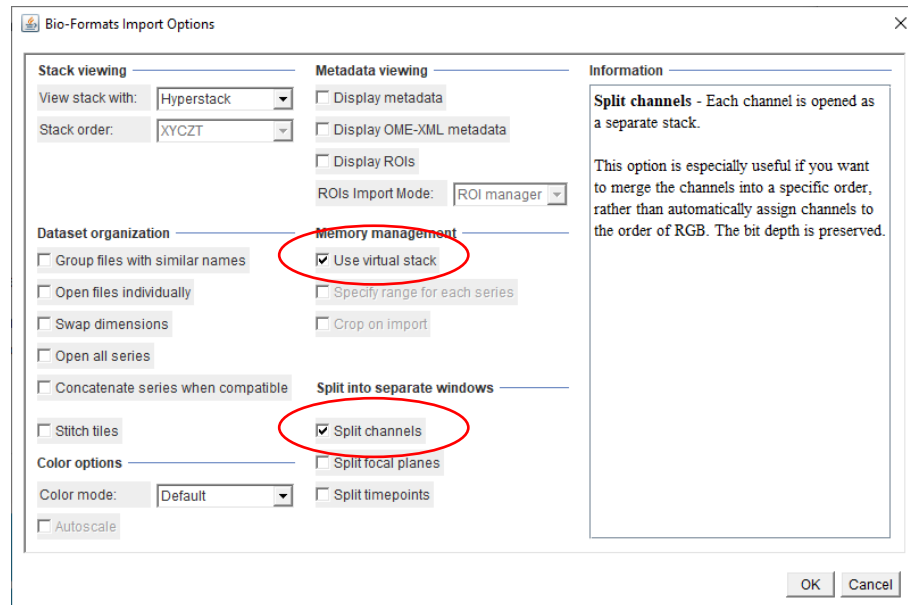 Bio-Formats Import Options
Stack viewing
View stack with: Hyperstack
Stack order: XYCZT
Metadata viewing
Display metadata
Display OME-XML metadata
Display ROIs
ROIs Import Mode: ROI manager
Information
Split channels - Each channel is opened as
a separate stack.
This option is especially useful if you want
to merge the channels into a specific order,
rather than automatically assign channels to
the order of RGB. The bit depth is preserved.
Dataset organization
Group files with similar names
Open files individually
Swap dimensions
Open all series
Concatenate series when compatible
Stitch tiles
Memory management
Use virtual stack
Specify range for each series
Crop on import
Split into separate windows
Split channels
Split focal planes
Split timepoints
Color options
Color mode: Default
Autoscale
OK
Cancel